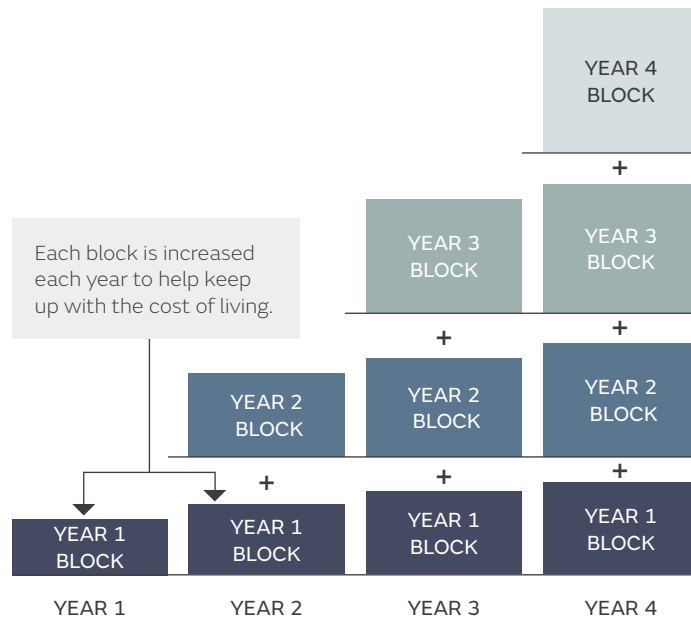 YEAR 4
BLOCK
+
YEAR 3
BLOCK
YEAR 3
BLOCK
Each block is increased
each year to help keep
up with the cost of living.
+
+
YEAR 2
BLOCK
YEAR 2
BLOCK
YEAR 2
BLOCK
+
+
+
YEAR 1
BLOCK
YEAR 1
BLOCK
YEAR 1
BLOCK
YEAR 1
BLOCK
YEAR 1
YEAR 2
YEAR 3
YEAR 4